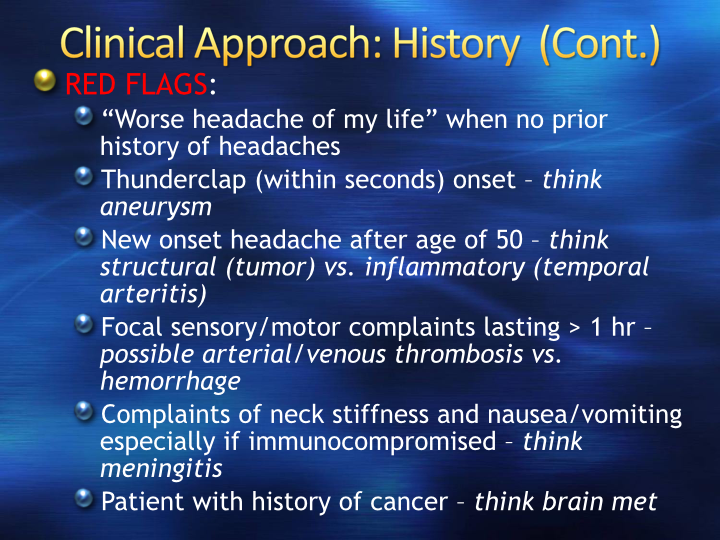 Clinical Approach: History (Cont.)
RED FLAGS:
“Worse headache of my life” when no prior
history of headaches
Thunderclap (within seconds) onset – think
aneurysm
New onset headache after age of 50 – think
structural (tumor) vs. inflammatory (temporal
arteritis)
Focal sensory/motor complaints lasting > 1 hr –
possible arterial/venous thrombosis vs.
hemorrhage
Complaints of neck stiffness and nausea/vomiting
especially if immunocompromised – think
meningitis
Patient with history of cancer – think brain met